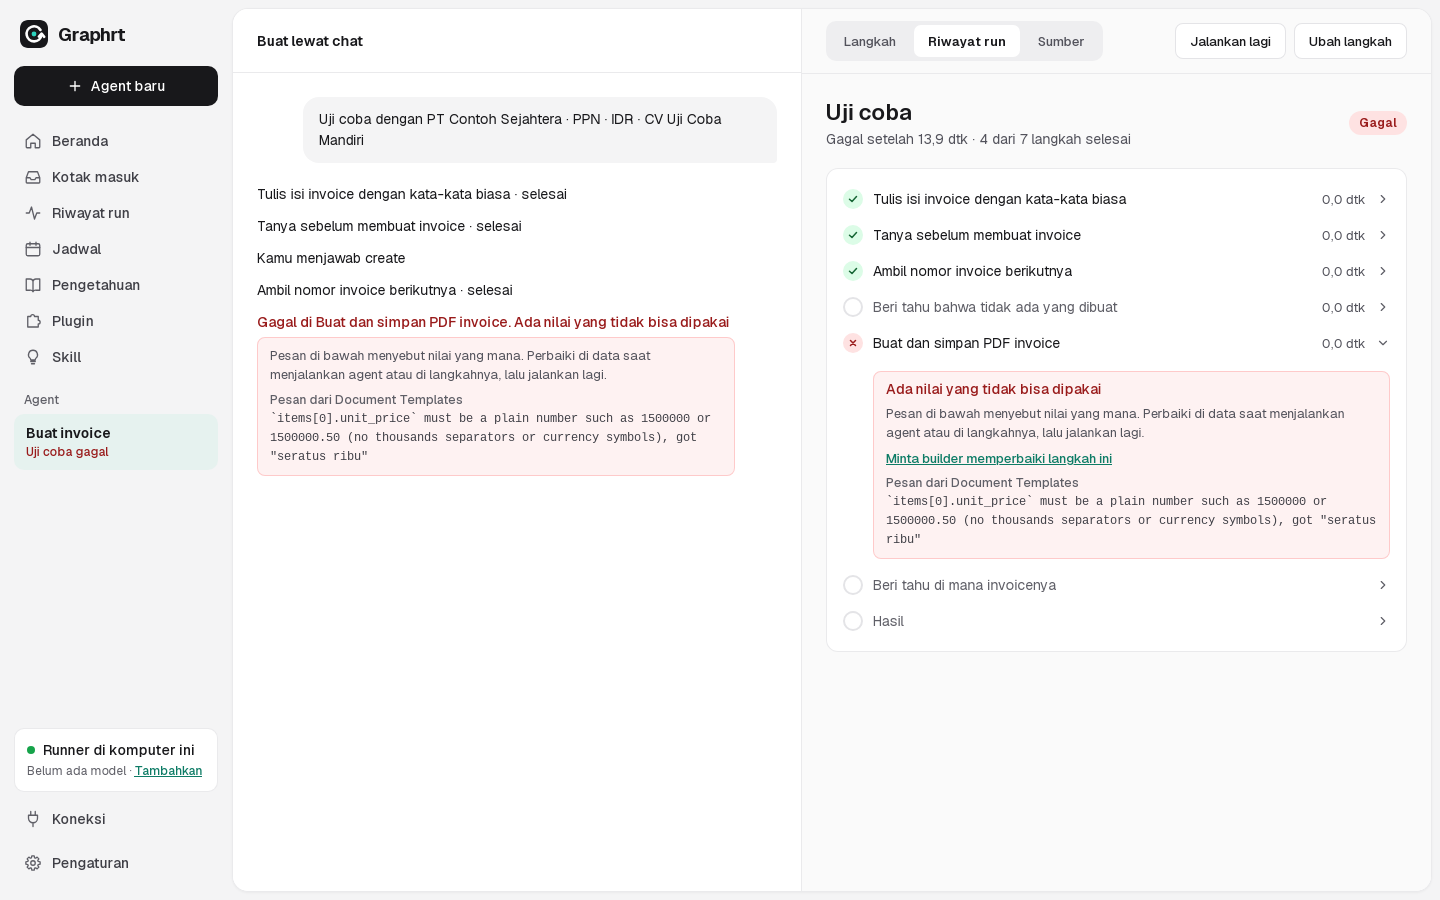 Graphrt
Agent baru
Beranda
Kotak masuk
Riwayat run
Jadwal
Pengetahuan
Plugin
Skill
Agent
Buat invoice
Uji coba gagal
Runner di komputer ini
Belum ada model · Tambahkan
Koneksi
Pengaturan
Buat lewat chat
Uji coba dengan PT Contoh Sejahtera · PPN · IDR · CV Uji Coba
Mandiri
Tulis isi invoice dengan kata-kata biasa · selesai
Tanya sebelum membuat invoice · selesai
Kamu menjawab create
Ambil nomor invoice berikutnya · selesai
Gagal di Buat dan simpan PDF invoice. Ada nilai yang tidak bisa dipakai
Pesan di bawah menyebut nilai yang mana. Perbaiki di data saat
menjalankan agent atau di langkahnya, lalu jalankan lagi.
Pesan dari Document Templates
`items[0].unit_price` must be a plain number such as 1500000 or
1500000.50 (no thousands separators or currency symbols), got
"seratus ribu"
Langkah
Riwayat run
Sumber
Jalankan lagi
Ubah langkah
Uji coba
Gagal setelah 13,9 dtk · 4 dari 7 langkah selesai
Gagal
Tulis isi invoice dengan kata-kata biasa 0,0 dtk
Tanya sebelum membuat invoice 0,0 dtk
Ambil nomor invoice berikutnya 0,0 dtk
Beri tahu bahwa tidak ada yang dibuat 0,0 dtk
Buat dan simpan PDF invoice 0,0 dtk
Ada nilai yang tidak bisa dipakai
Pesan di bawah menyebut nilai yang mana. Perbaiki di data saat menjalankan
agent atau di langkahnya, lalu jalankan lagi.
Minta builder memperbaiki langkah ini
Pesan dari Document Templates
`items[0].unit_price` must be a plain number such as 1500000 or
1500000.50 (no thousands separators or currency symbols), got "seratus
ribu"
Beri tahu di mana invoicenya
Hasil